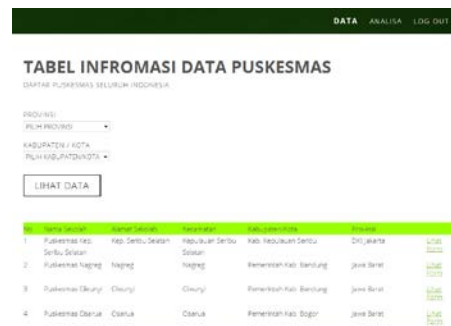 DATA ANALISA LOG OUT
TABEL INFROMASI DATA PUSKESMAS
DAFTAR PUSKESMAS SELURUH INDONESIA
PROVINSI
PILIH PROVINSI
KABUPATEN / KOTA
PILIH KABUPATEN/KOTA
LIHAT DATA
No Nama Sekolah Alamat Sekolah Kecamatan Kabupaten/Kota Provinsi
1 Puskesmas Kep. Kep. Seribu Selatan Kepulauan Seribu Kab. Kepulauan Seribu DKI Jakarta Lihat
Seribu Selatan Selatan Form
2 Puskesmas Nagreg Nagreg Nagreg Pemerintah Kab. Bandung Jawa Barat Lihat
Form
3 Puskesmas Cileunyi Cileunyi Cileunyi Pemerintah Kab. Bandung Jawa Barat Lihat
Form
4 Puskesmas Cisarua Cisarua Cisarua Pemerintah Kab. Bogor Jawa Barat Lihat
Form